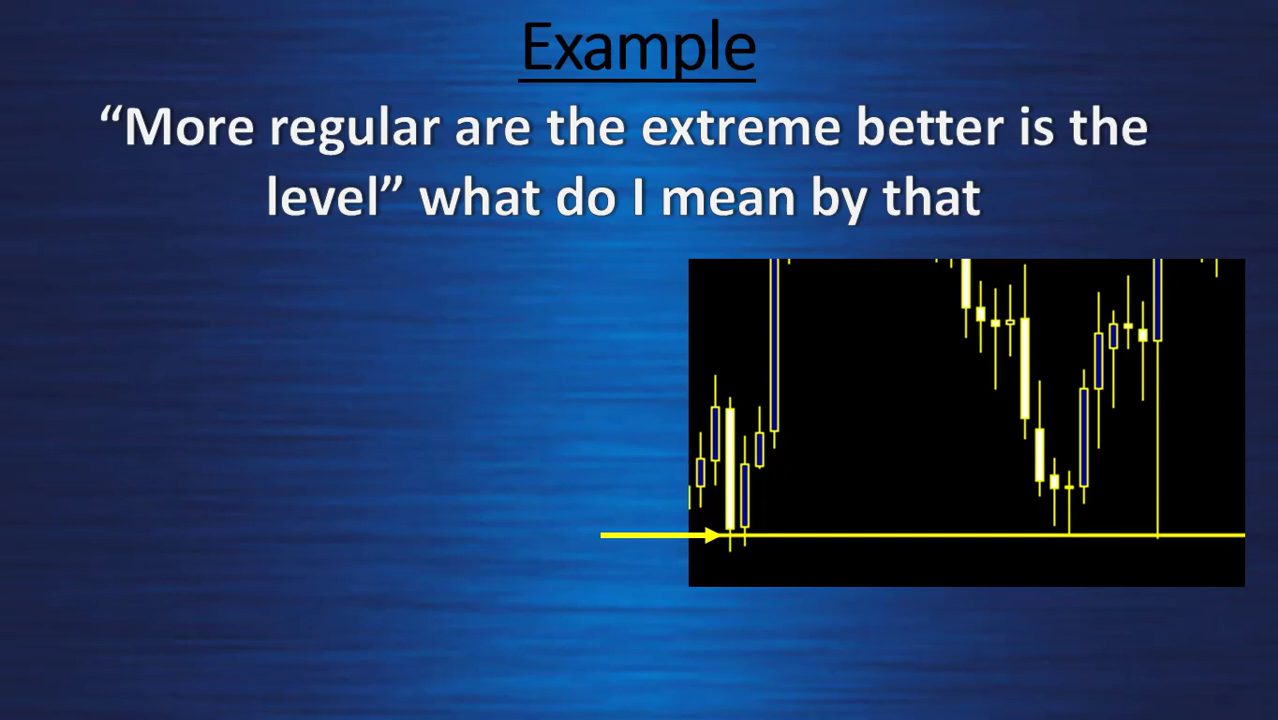 Example
“More regular are the extreme better is the
level” what do I mean by that